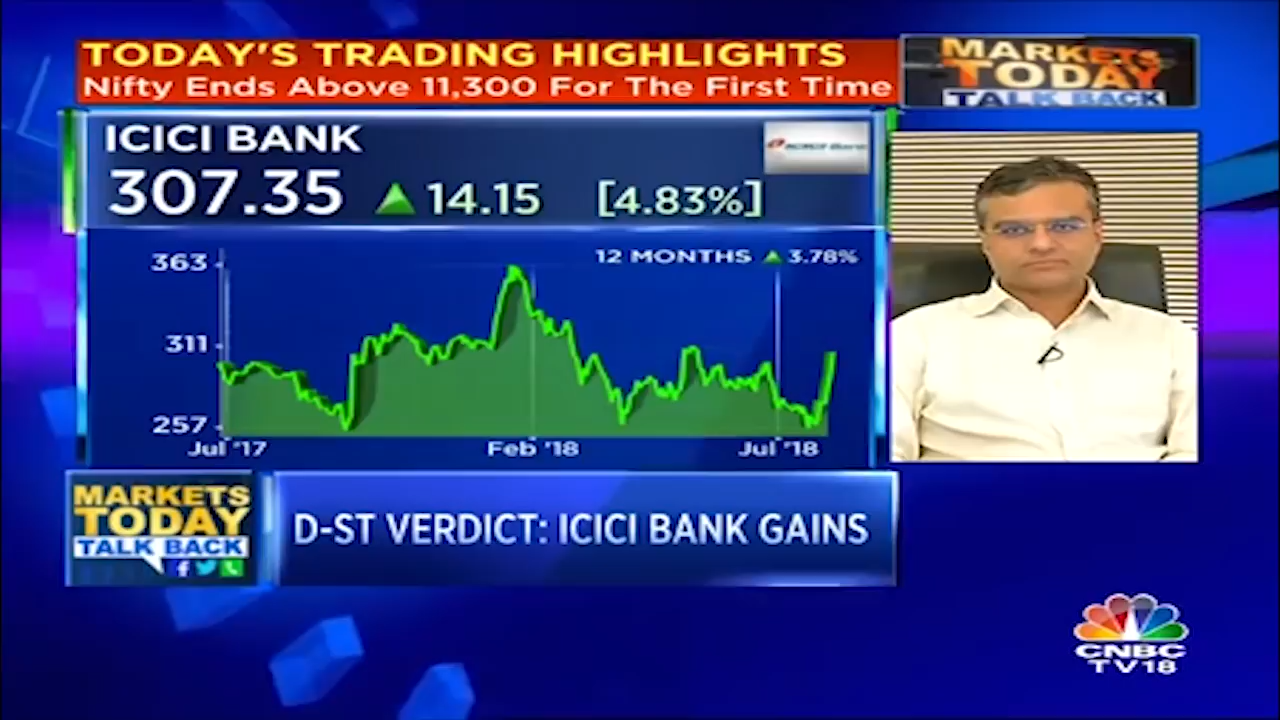 TODAY'S TRADING HIGHLIGHTS
Nifty Ends Above 11,300 For The First Time
MARKETS
TODAY
TALK BACK
ICICI BANK
ICICI Bank
307.35 ▲ 14.15 [4.83%]
12 MONTHS ▲ 3.78%
363
311
257
Jul '17 Feb '18 Jul '18
MARKETS
TODAY
TALK BACK
D-ST VERDICT: ICICI BANK GAINS
CNBC
TV18